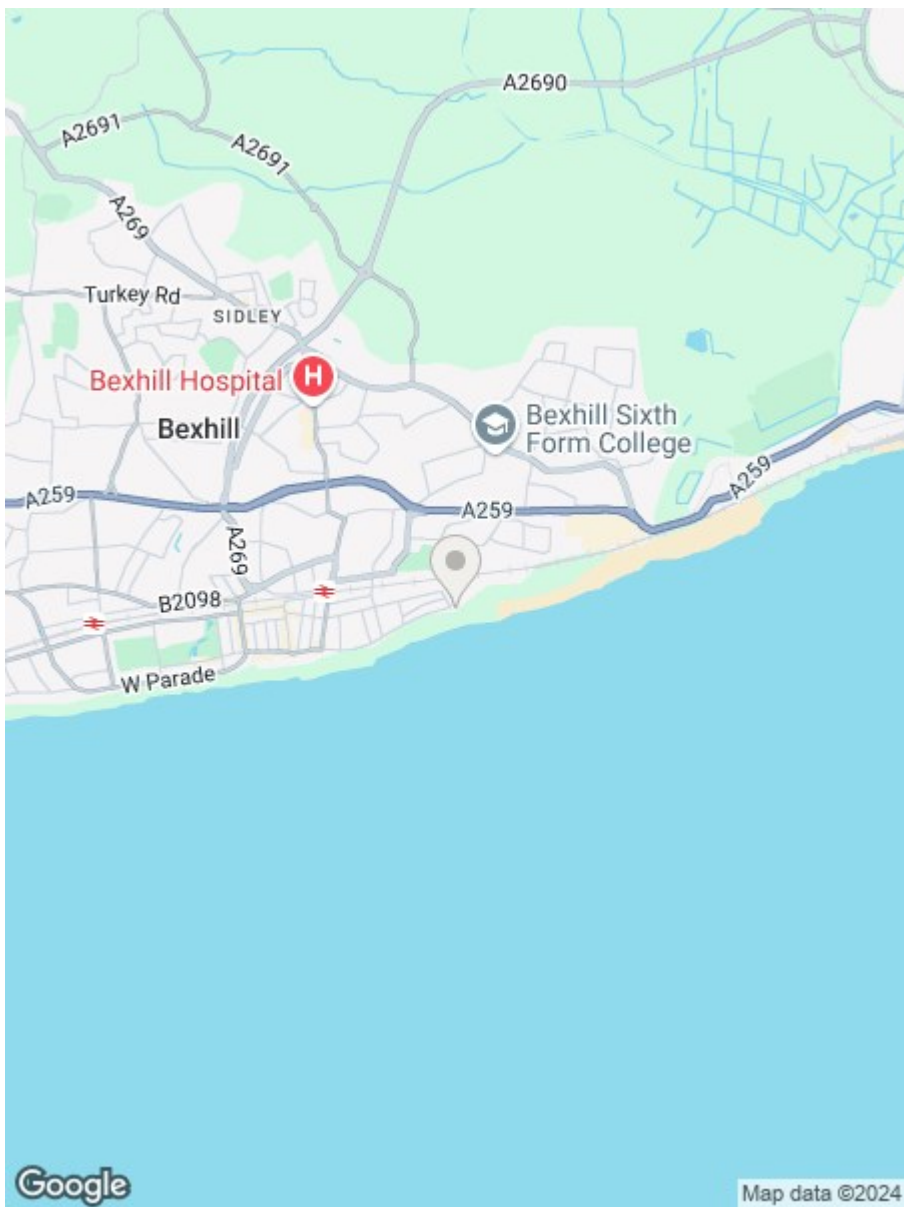 A2690
A2691
A2691
A269
Turkey Rd
SIDLEY
Bexhill Hospital
H
Bexhill
Bexhill Sixth
Form College
A259
A259
A259
A269
B2098
W Parade
Google
Map data ©2024